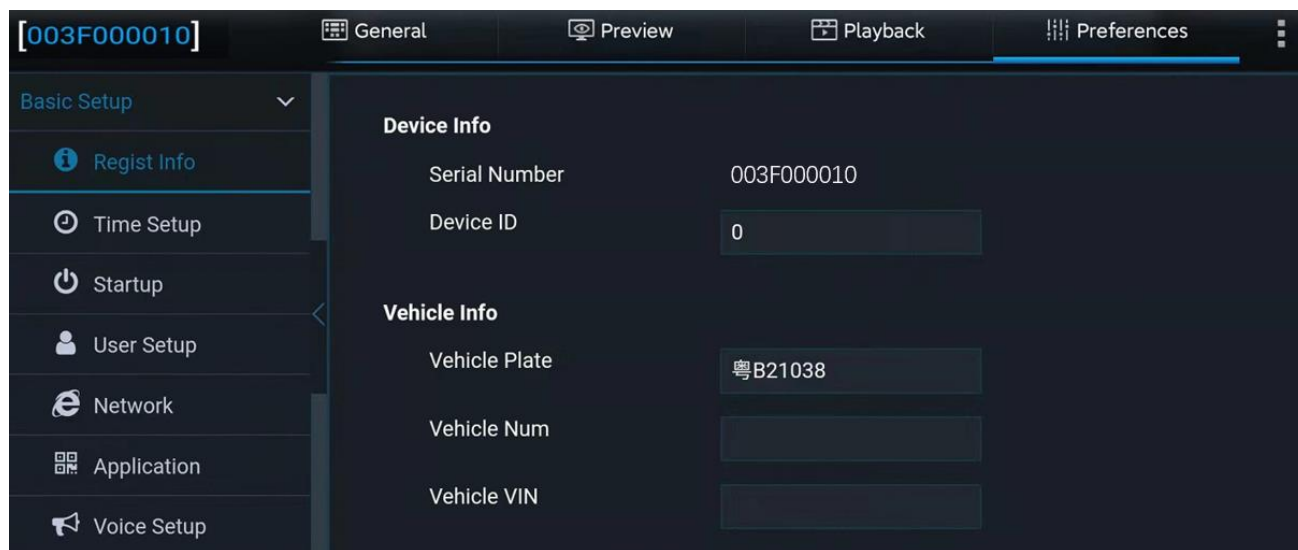 [003F000010]
General
Preview
Playback
Preferences
Basic Setup
Regist Info
Time Setup
Startup
User Setup
Network
Application
Voice Setup
Device Info
Serial Number 003F000010
Device ID 0
Vehicle Info
Vehicle Plate 粤B21038
Vehicle Num
Vehicle VIN